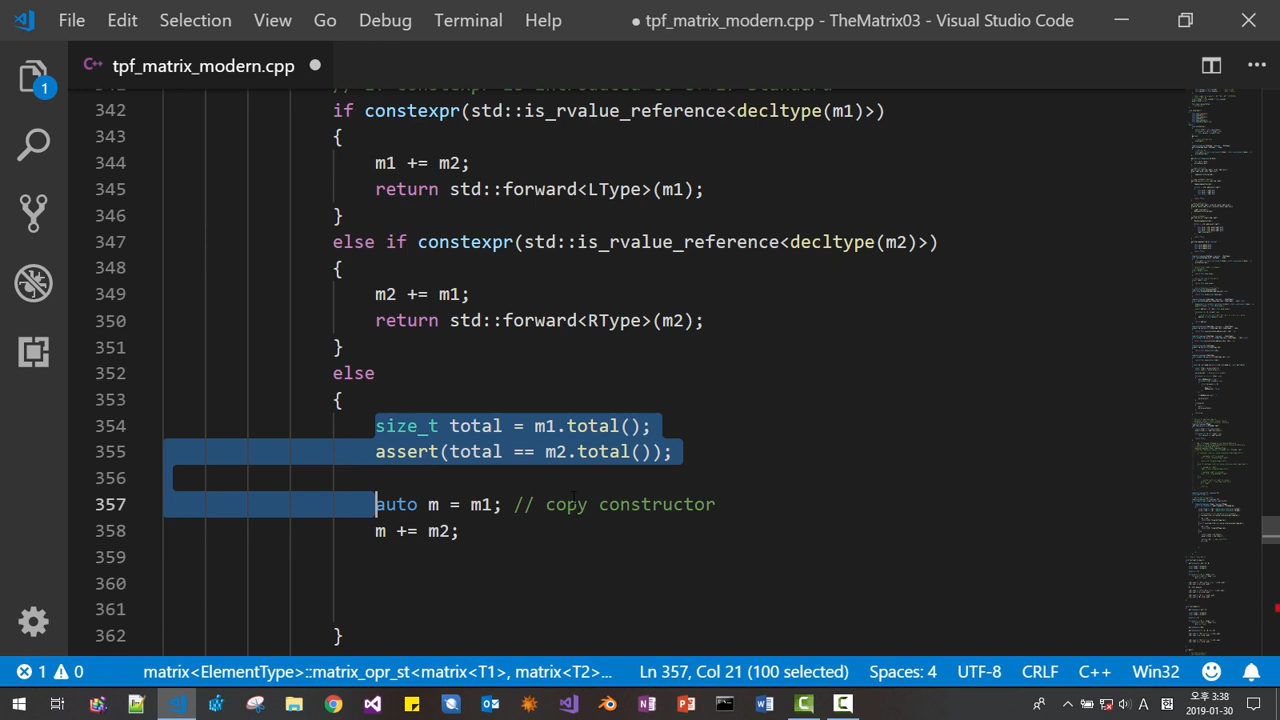 File Edit Selection View Go Debug Terminal Help ● tpf_matrix_modern.cpp - TheMatrix03 - Visual Studio Code
1
tpf_matrix_modern.cpp
342 if constexpr(std::is_rvalue_reference<decltype(m1)>)
343 {
344 m1 += m2;
345 return std::forward<LType>(m1);
346 }
347 else if constexpr(std::is_rvalue_reference<decltype(m2)>)
348 {
349 m2 += m1;
350 return std::forward<RType>(m2);
351 }
352 else
353 {
354 size_t total = m1.total();
355 assert(total == m2.total());
356
357 auto m = m1; // copy constructor
358 m += m2;
359
360
361
362 }
1 0 matrix<ElementType>::matrix_opr_st<matrix<T1>, matrix<T2>... Ln 357, Col 21 (100 selected) Spaces: 4 UTF-8 CRLF C++ Win32
A 오후 3:38
2019-01-30